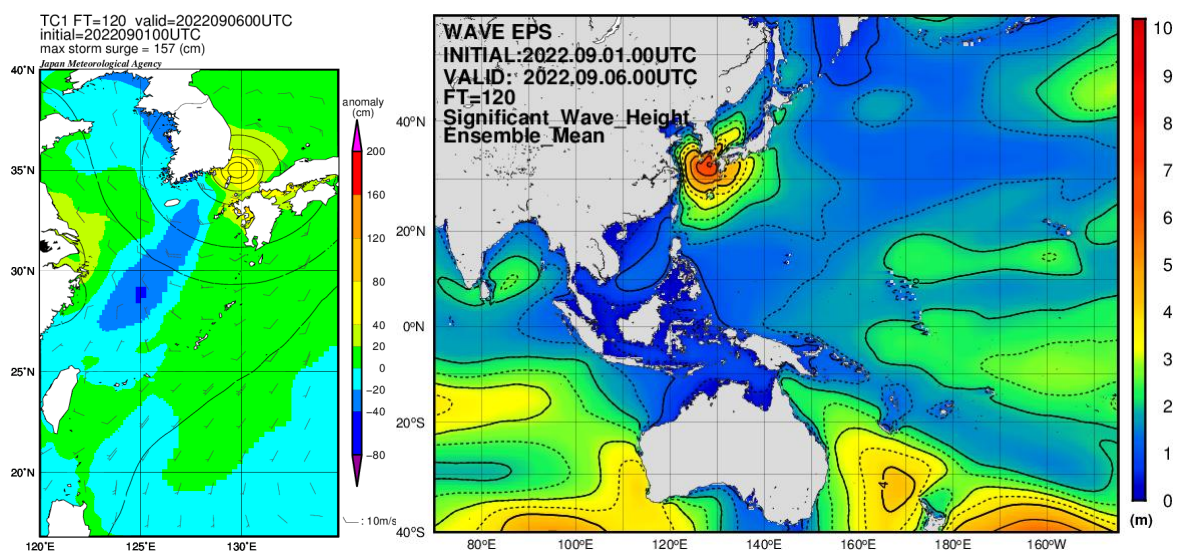 TC1 FT=120 valid=2022090600UTC
initial=2022090100UTC
max storm surge = 157 (cm)
Japan Meteorological Agency
40˚N
35˚N
30˚N
25˚N
20˚N
120˚E
125˚E
130˚E
anomaly
(cm)
200
160
120
80
40
20
0
−20
−40
−80
: 10m/s
WAVE EPS
INITIAL:2022.09.01.00UTC
VALID: 2022.09.06.00UTC
FT=120
Significant_Wave_Height
Ensemble_Mean
40˚N
20˚N
0˚N
20˚S
40˚S
80˚E
100˚E
120˚E
140˚E
160˚E
180˚E
160˚W
4
10
9
8
7
6
5
4
3
2
1
0
(m)